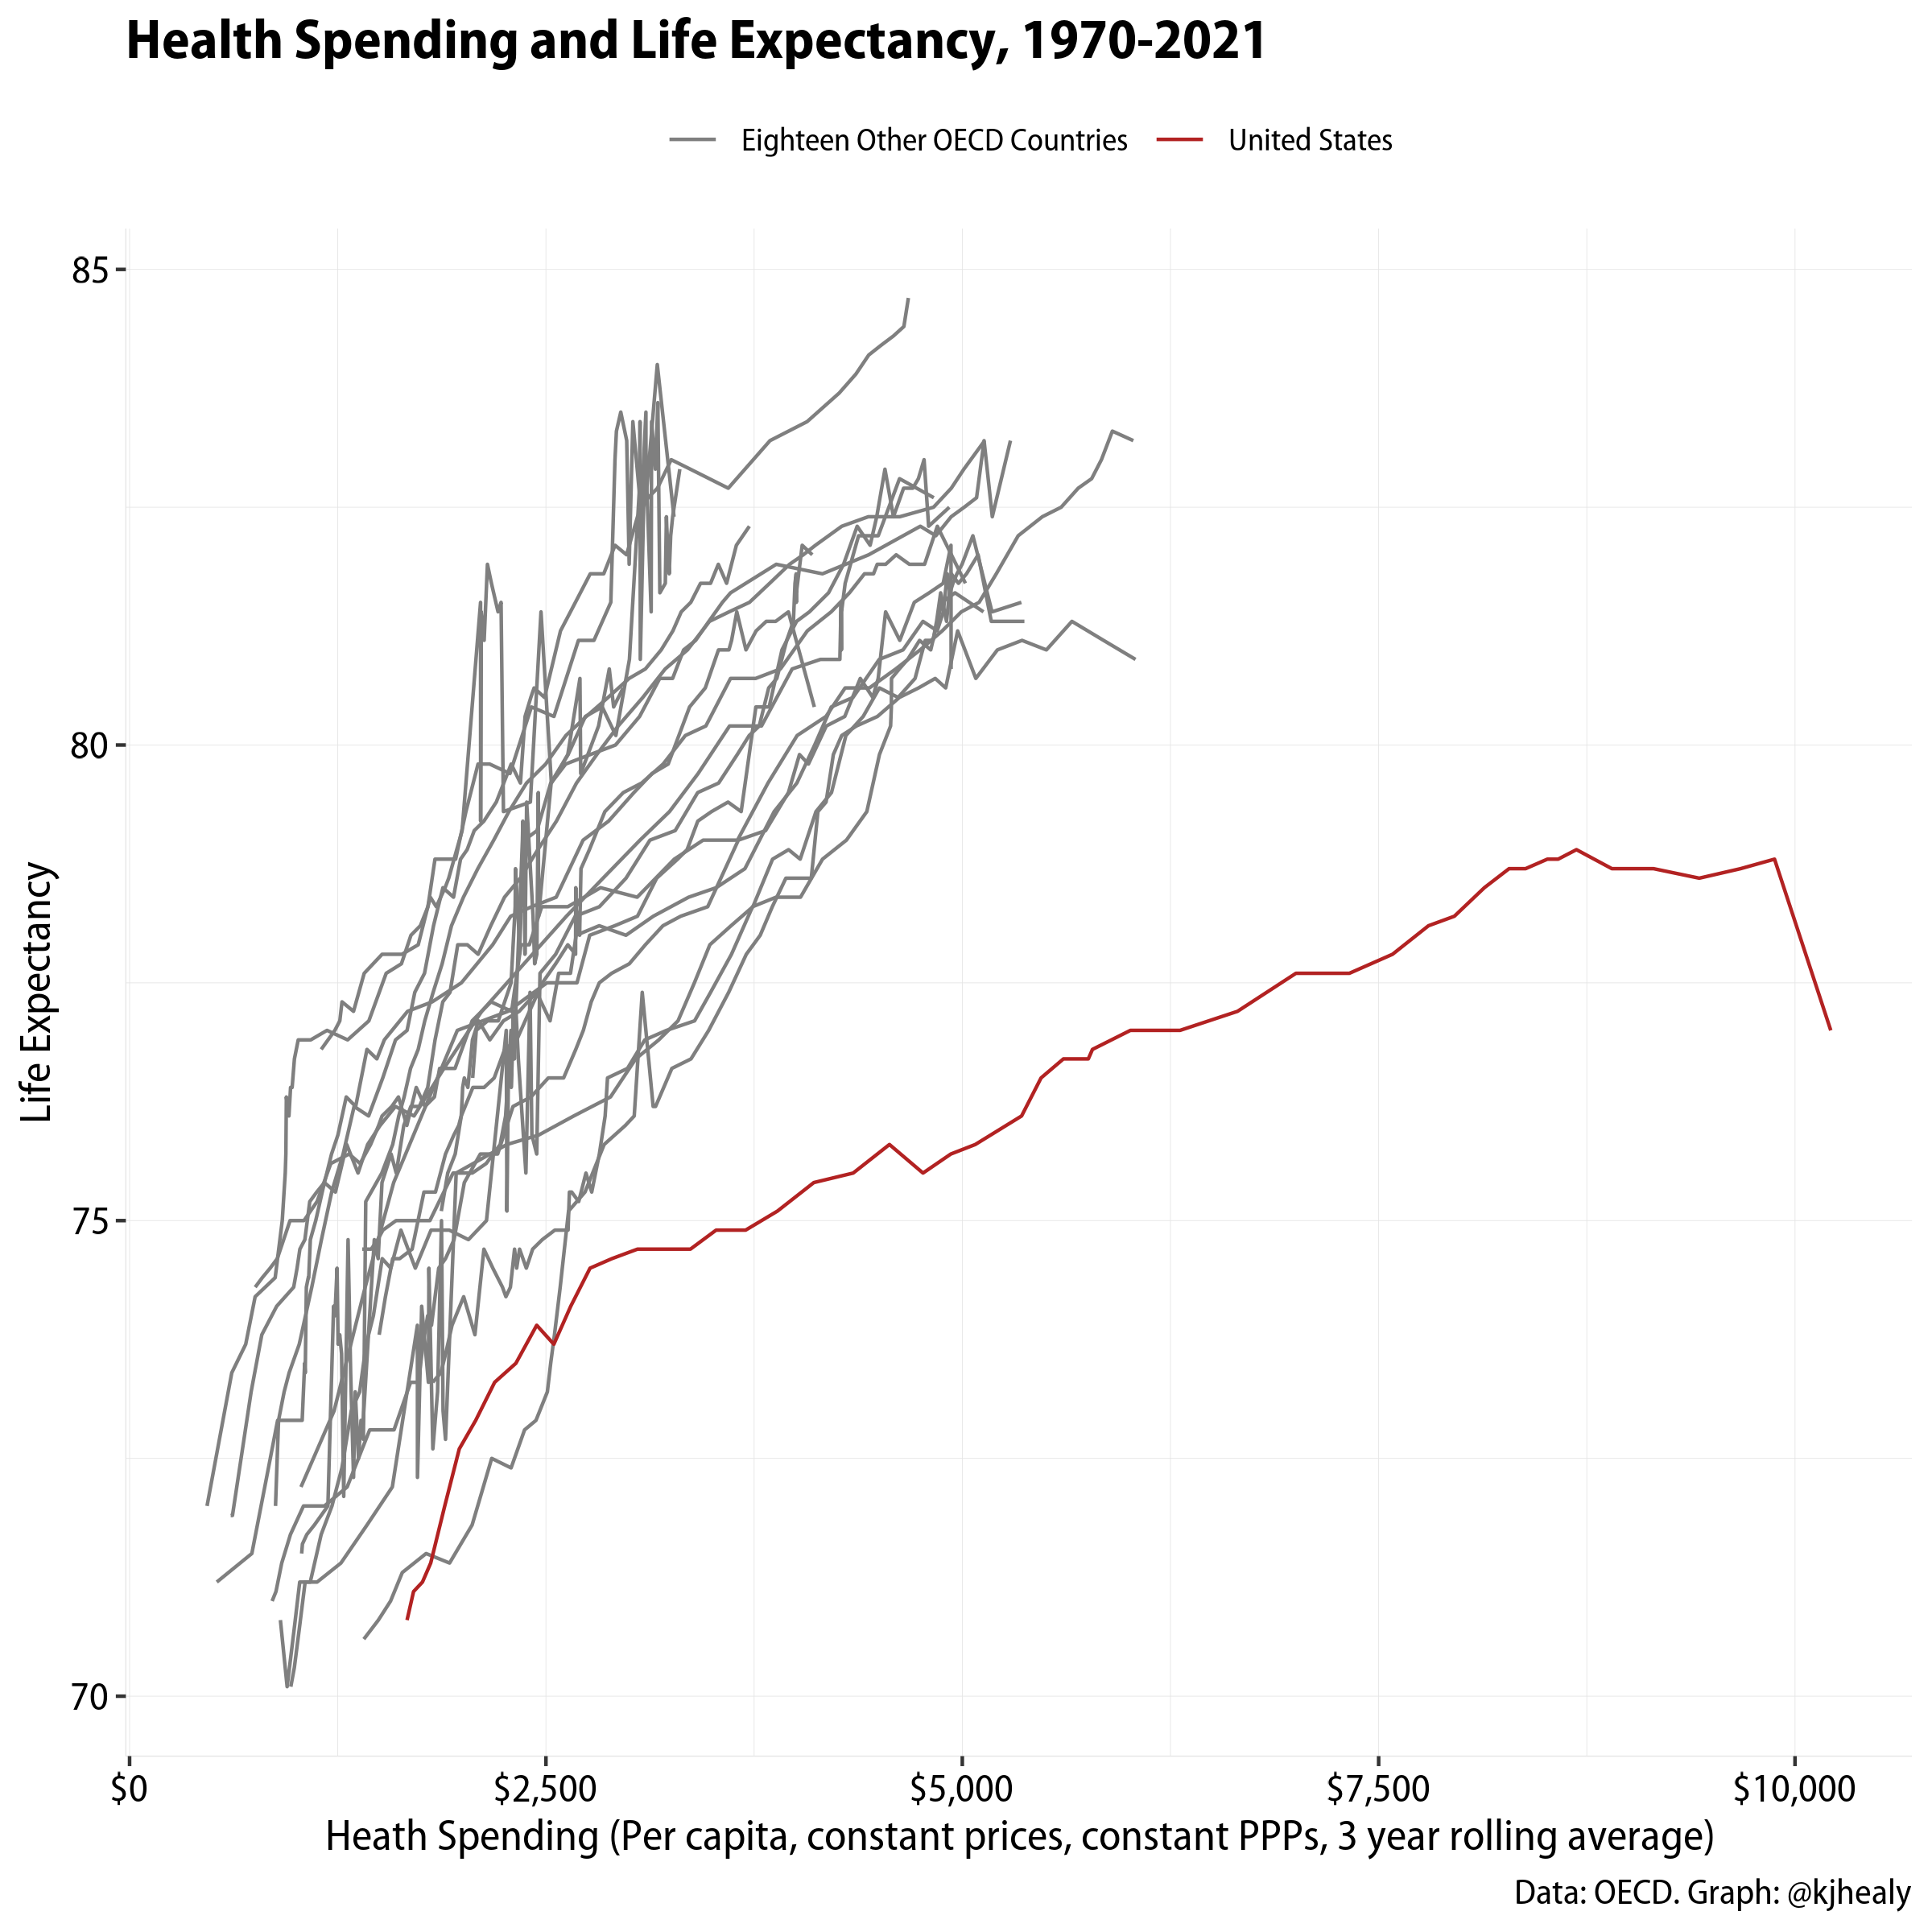 Health Spending and Life Expectancy, 1970-2021
Eighteen Other OECD Countries
United States
85
80
75
70
Life Expectancy
$0
$2,500
$5,000
$7,500
$10,000
Heath Spending (Per capita, constant prices, constant PPPs, 3 year rolling average)
Data: OECD. Graph: @kjhealy